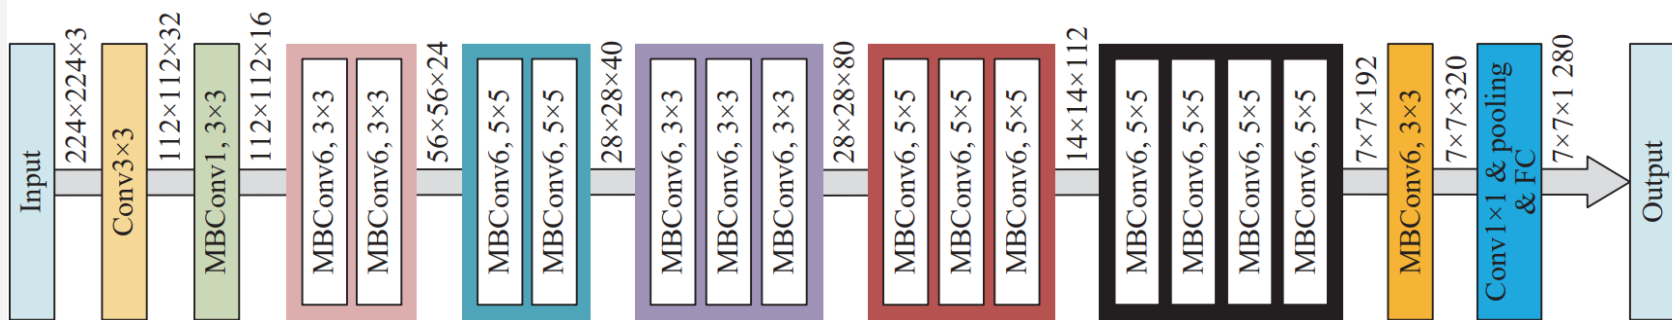 Input
224×224×3
Conv3×3
112×112×32
MBConv1, 3×3
112×112×16
MBConv6, 3×3
MBConv6, 3×3
56×56×24
MBConv6, 5×5
MBConv6, 5×5
28×28×40
MBConv6, 3×3
MBConv6, 3×3
MBConv6, 3×3
28×28×80
MBConv6, 5×5
MBConv6, 5×5
MBConv6, 5×5
14×14×112
MBConv6, 5×5
MBConv6, 5×5
MBConv6, 5×5
MBConv6, 5×5
7×7×192
MBConv6, 3×3
7×7×320
Conv1×1 & pooling
& FC
7×7×1 280
Output